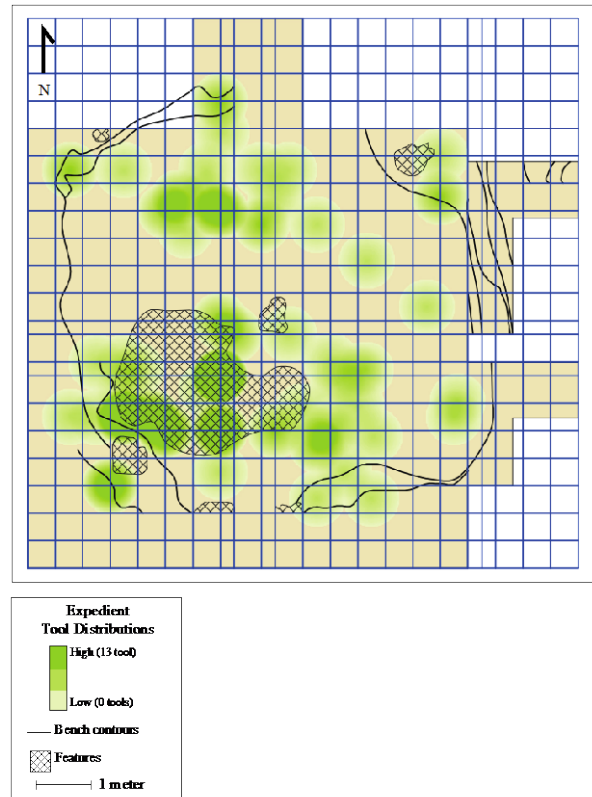 N
Expedient
Tool Distributions
High (13 tool)
Low (0 tools)
Bench contours
Features
1 meter